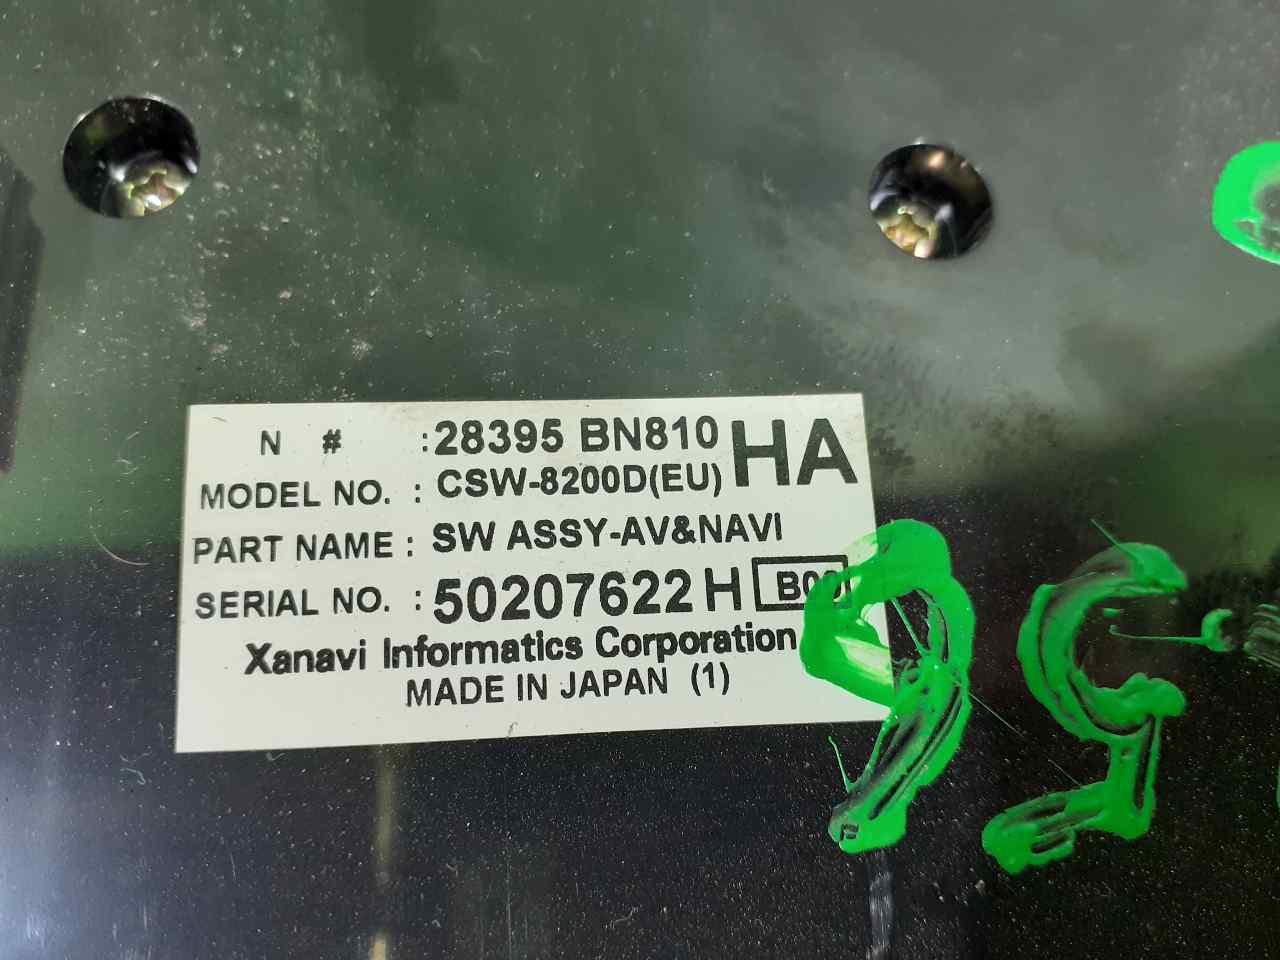 N # : 28395 BN810 HA
MODEL NO. : CSW-8200D(EU)
PART NAME : SW ASSY-AV&NAVI
SERIAL NO. : 50207622 H
Xanavi Informatics Corporation
MADE IN JAPAN (1)